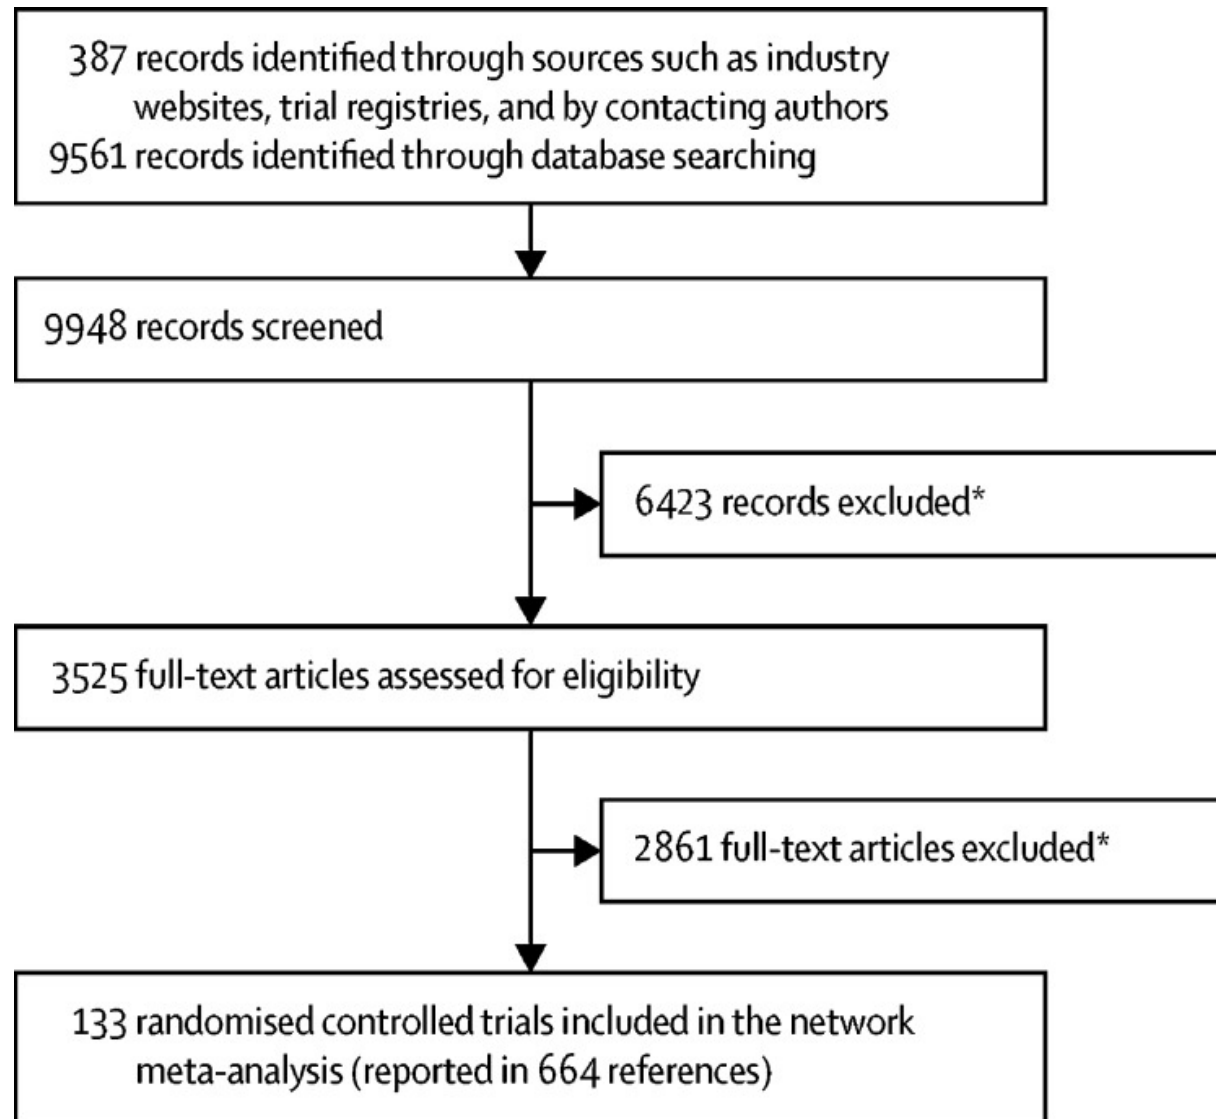 387 records identified through sources such as industry
websites, trial registries, and by contacting authors
9561 records identified through database searching
9948 records screened
6423 records excluded*
3525 full-text articles assessed for eligibility
2861 full-text articles excluded*
133 randomised controlled trials included in the network
meta-analysis (reported in 664 references)